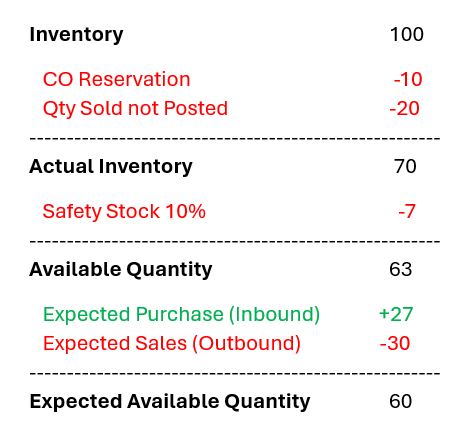 Inventory 100
CO Reservation -10
Qty Sold not Posted -20
--------------------------------------------------------
Actual Inventory 70
Safety Stock 10% -7
--------------------------------------------------------
Available Quantity 63
Expected Purchase (Inbound) +27
Expected Sales (Outbound) -30
--------------------------------------------------------
Expected Available Quantity 60